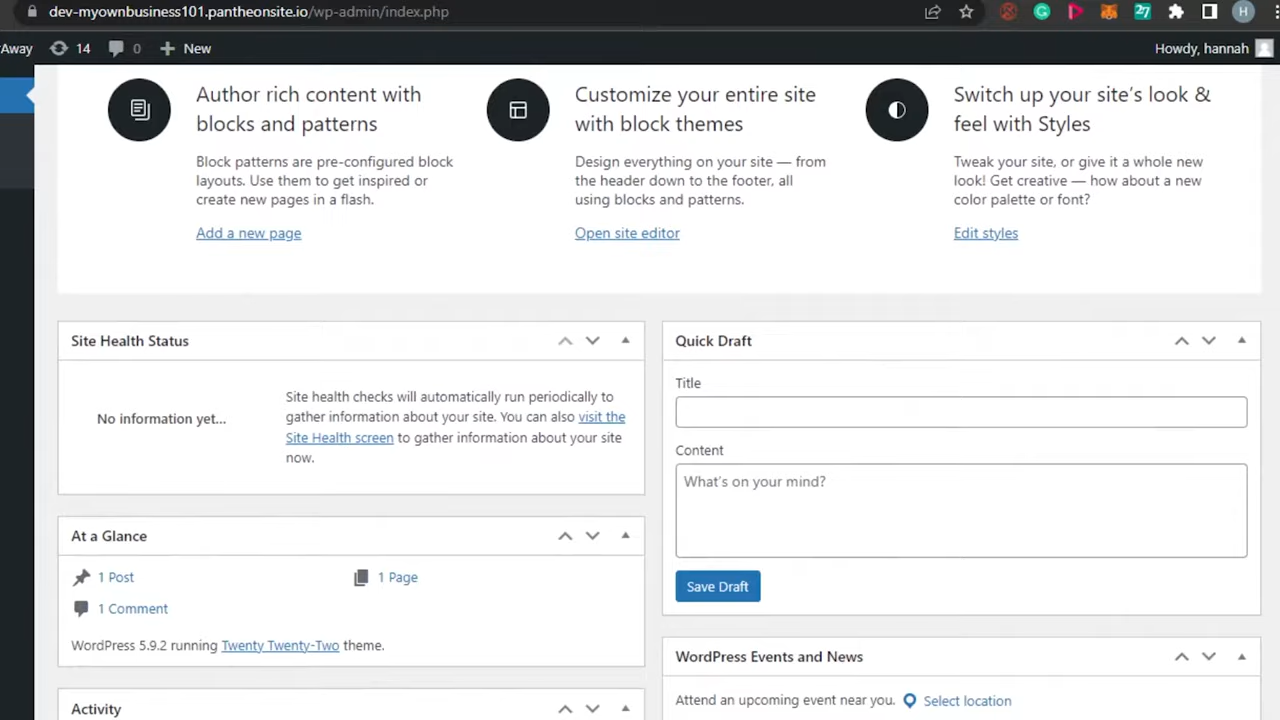 dev-myownbusiness101.pantheonsite.io/wp-admin/index.php
27
H
Away 14 0 New Howdy, hannah
Author rich content with
blocks and patterns
Block patterns are pre-configured block
layouts. Use them to get inspired or
create new pages in a flash.
Add a new page
Customize your entire site
with block themes
Design everything on your site — from
the header down to the footer, all
using blocks and patterns.
Open site editor
Switch up your site’s look &
feel with Styles
Tweak your site, or give it a whole new
look! Get creative — how about a new
color palette or font?
Edit styles
Site Health Status
No information yet...
Site health checks will automatically run periodically to
gather information about your site. You can also visit the
Site Health screen to gather information about your site
now.
At a Glance
1 Post
1 Page
1 Comment
WordPress 5.9.2 running Twenty Twenty-Two theme.
Activity
Quick Draft
Title
Content
What’s on your mind?
Save Draft
WordPress Events and News
Attend an upcoming event near you. Select location